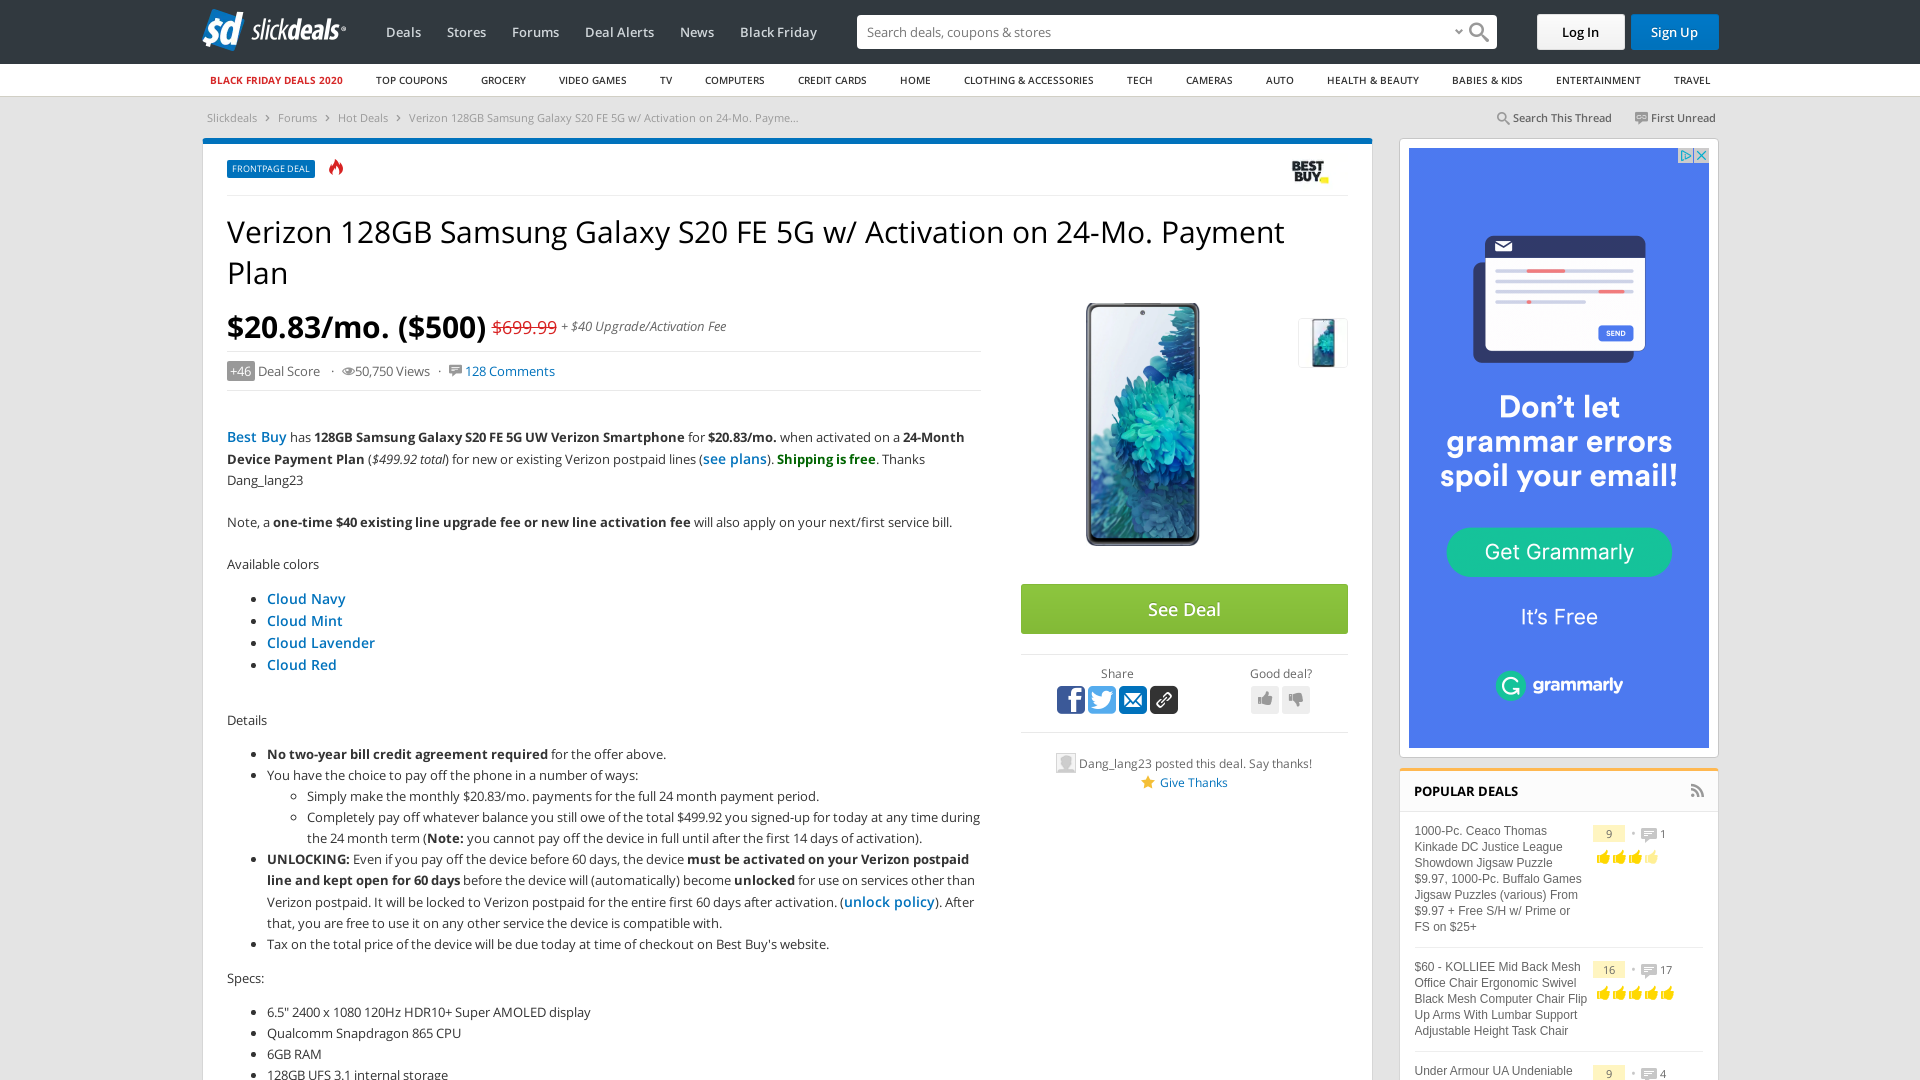 sd slickdeals
Deals
Stores
Forums
Deal Alerts
News
Black Friday
Search deals, coupons & stores
Log In
Sign Up
BLACK FRIDAY DEALS 2020
TOP COUPONS
GROCERY
VIDEO GAMES
TV
COMPUTERS
CREDIT CARDS
HOME
CLOTHING & ACCESSORIES
TECH
CAMERAS
AUTO
HEALTH & BEAUTY
BABIES & KIDS
ENTERTAINMENT
TRAVEL
Slickdeals > Forums > Hot Deals > Verizon 128GB Samsung Galaxy S20 FE 5G w/ Activation on 24-Mo. Payme...
Search This Thread
First Unread
FRONTPAGE DEAL
BEST
BUY
Verizon 128GB Samsung Galaxy S20 FE 5G w/ Activation on 24-Mo. Payment
Plan
$20.83/mo. ($500) $699.99 + $40 Upgrade/Activation Fee
+46 Deal Score · 50,750 Views · 128 Comments
Best Buy has 128GB Samsung Galaxy S20 FE 5G UW Verizon Smartphone for $20.83/mo. when activated on a 24-Month
Device Payment Plan ($499.92 total) for new or existing Verizon postpaid lines (see plans). Shipping is free. Thanks
Dang_lang23
Note, a one-time $40 existing line upgrade fee or new line activation fee will also apply on your next/first service bill.
Available colors
• Cloud Navy
• Cloud Mint
• Cloud Lavender
• Cloud Red
Details
• No two-year bill credit agreement required for the offer above.
• You have the choice to pay off the phone in a number of ways:
◦ Simply make the monthly $20.83/mo. payments for the full 24 month payment period.
◦ Completely pay off whatever balance you still owe of the total $499.92 you signed-up for today at any time during
the 24 month term (Note: you cannot pay off the device in full until after the first 14 days of activation).
• UNLOCKING: Even if you pay off the device before 60 days, the device must be activated on your Verizon postpaid
line and kept open for 60 days before the device will (automatically) become unlocked for use on services other than
Verizon postpaid. It will be locked to Verizon postpaid for the entire first 60 days after activation. (unlock policy). After
that, you are free to use it on any other service the device is compatible with.
• Tax on the total price of the device will be due today at time of checkout on Best Buy's website.
Specs:
• 6.5" 2400 x 1080 120Hz HDR10+ Super AMOLED display
• Qualcomm Snapdragon 865 CPU
• 6GB RAM
• 128GB UFS 3.1 internal storage
See Deal
Share
Good deal?
Dang_lang23 posted this deal. Say thanks!
Give Thanks
SEND
Don't let
grammar errors
spoil your email!
Get Grammarly
It's Free
grammarly
POPULAR DEALS
1000-Pc. Ceaco Thomas
Kinkade DC Justice League
Showdown Jigsaw Puzzle
$9.97, 1000-Pc. Buffalo Games
Jigsaw Puzzles (various) From
$9.97 + Free S/H w/ Prime or
FS on $25+
9 • 1
$60 - KOLLIEE Mid Back Mesh
Office Chair Ergonomic Swivel
Black Mesh Computer Chair Flip
Up Arms With Lumbar Support
Adjustable Height Task Chair
16 • 17
Under Armour UA Undeniable
9 • 4